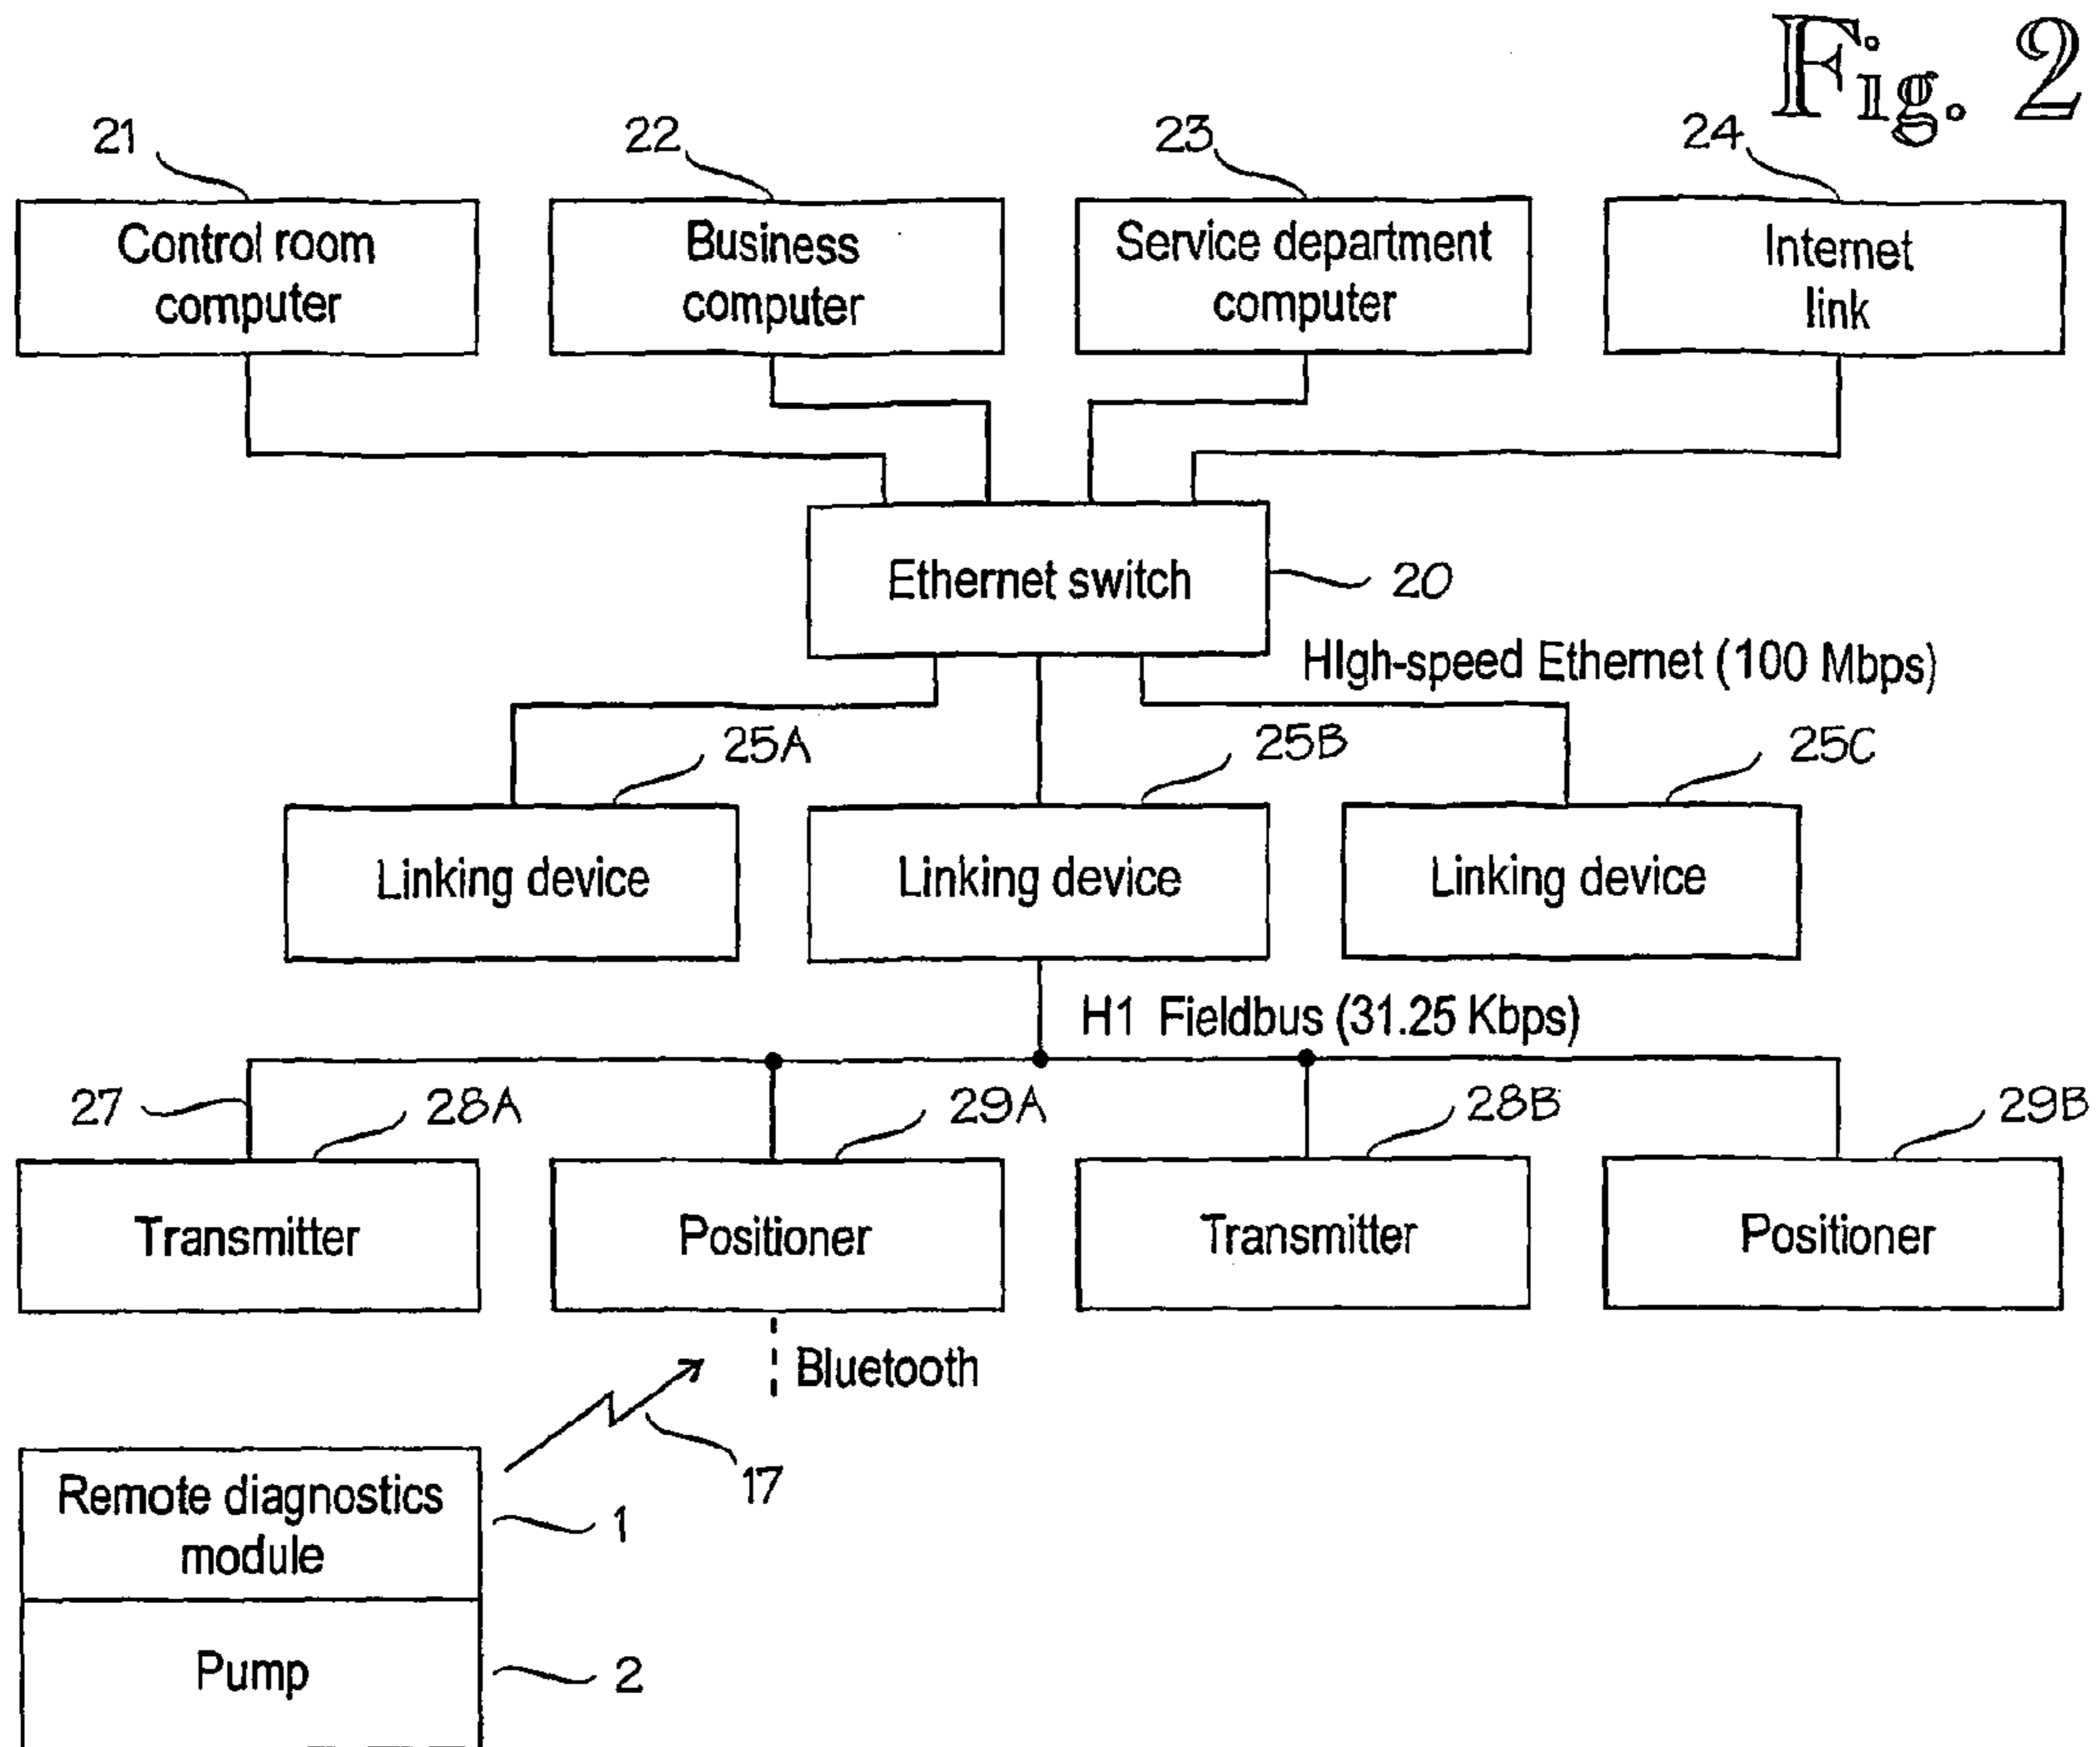 Fig. 2
21
22
23
24
Control room
computer
Business
computer
Service department
computer
Internet
link
Ethernet switch
20
HIgh-speed Ethernet (100 Mbps)
25A
25B
25C
Linking device
Linking device
Linking device
H1 Fieldbus (31.25 Kbps)
27
28A
29A
28B
29B
Transmitter
Positioner
Transmitter
Positioner
Bluetooth
17
Remote diagnostics
module
1
Pump
2